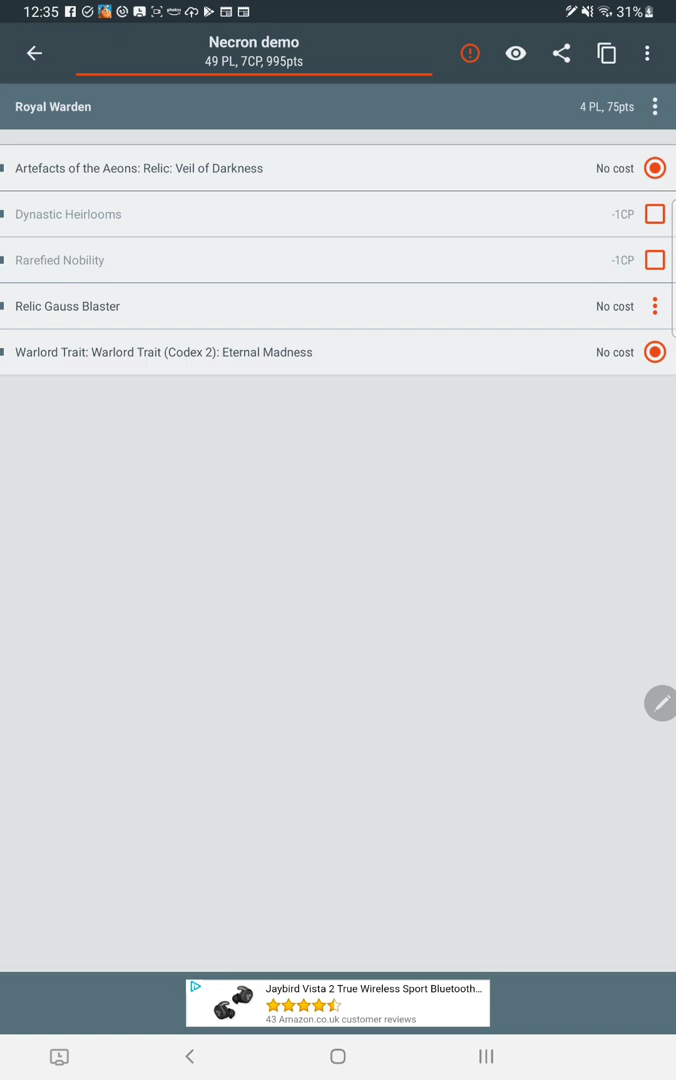 12:35
31%
Necron demo
49 PL, 7CP, 995pts
Royal Warden
4 PL, 75pts
Artefacts of the Aeons: Relic: Veil of Darkness
No cost
Dynastic Heirlooms
-1CP
Rarefied Nobility
-1CP
Relic Gauss Blaster
No cost
Warlord Trait: Warlord Trait (Codex 2): Eternal Madness
No cost
Jaybird Vista 2 True Wireless Sport Bluetooth...
43 Amazon.co.uk customer reviews